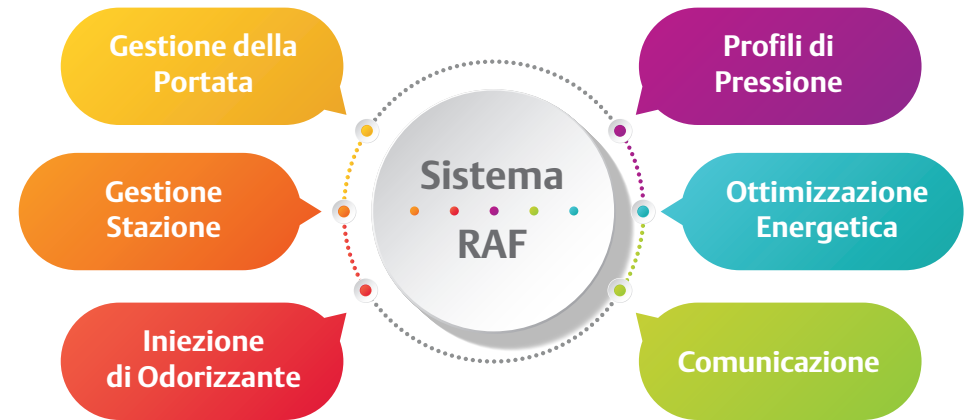 Gestione della
Portata
Gestione
Stazione
Iniezione
di Odorizzante
Sistema
RAF
Profili di
Pressione
Ottimizzazione
Energetica
Comunicazione